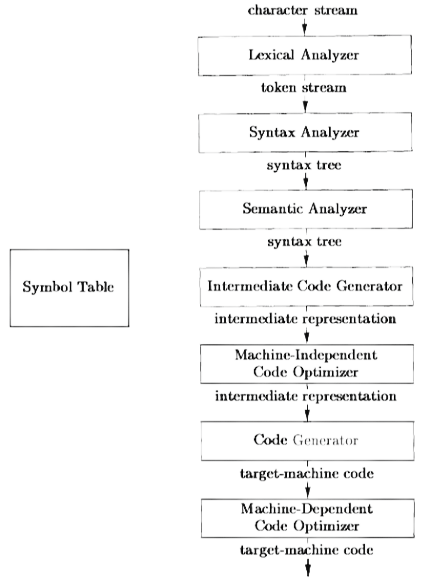 character stream
Lexical Analyzer
token stream
Syntax Analyzer
syntax tree
Semantic Analyzer
syntax tree
Symbol Table
Intermediate Code Generator
intermediate representation
Machine-Independent
Code Optimizer
intermediate representation
Code Generator
target-machine code
Machine-Dependent
Code Optimizer
target-machine code